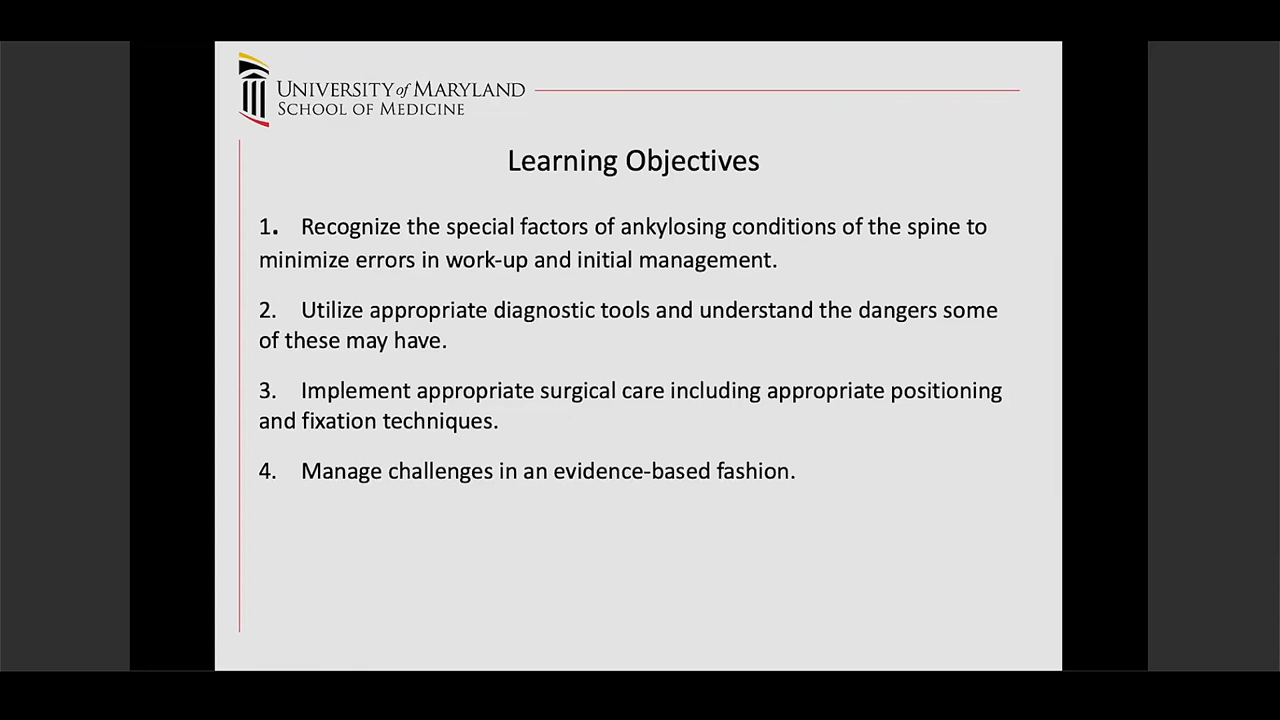 UNIVERSITY of MARYLAND
SCHOOL OF MEDICINE
Learning Objectives
1. Recognize the special factors of ankylosing conditions of the spine to
minimize errors in work-up and initial management.
2. Utilize appropriate diagnostic tools and understand the dangers some
of these may have.
3. Implement appropriate surgical care including appropriate positioning
and fixation techniques.
4. Manage challenges in an evidence-based fashion.